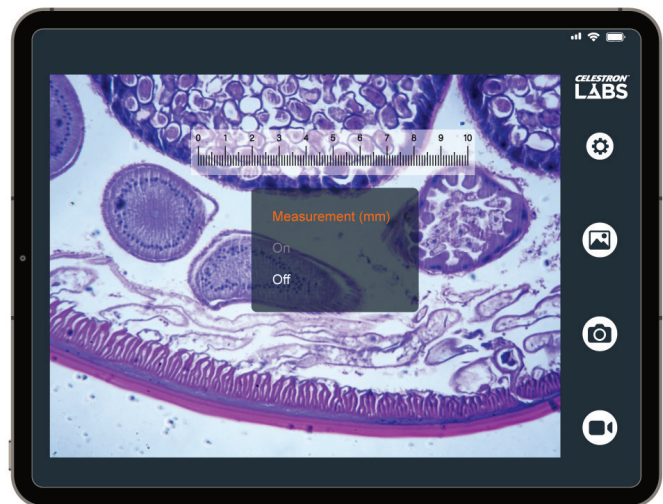 CELESTRON
LABS
0 1 2 3 4 5 6 7 8 9 10
Measurement (mm)
On
Off